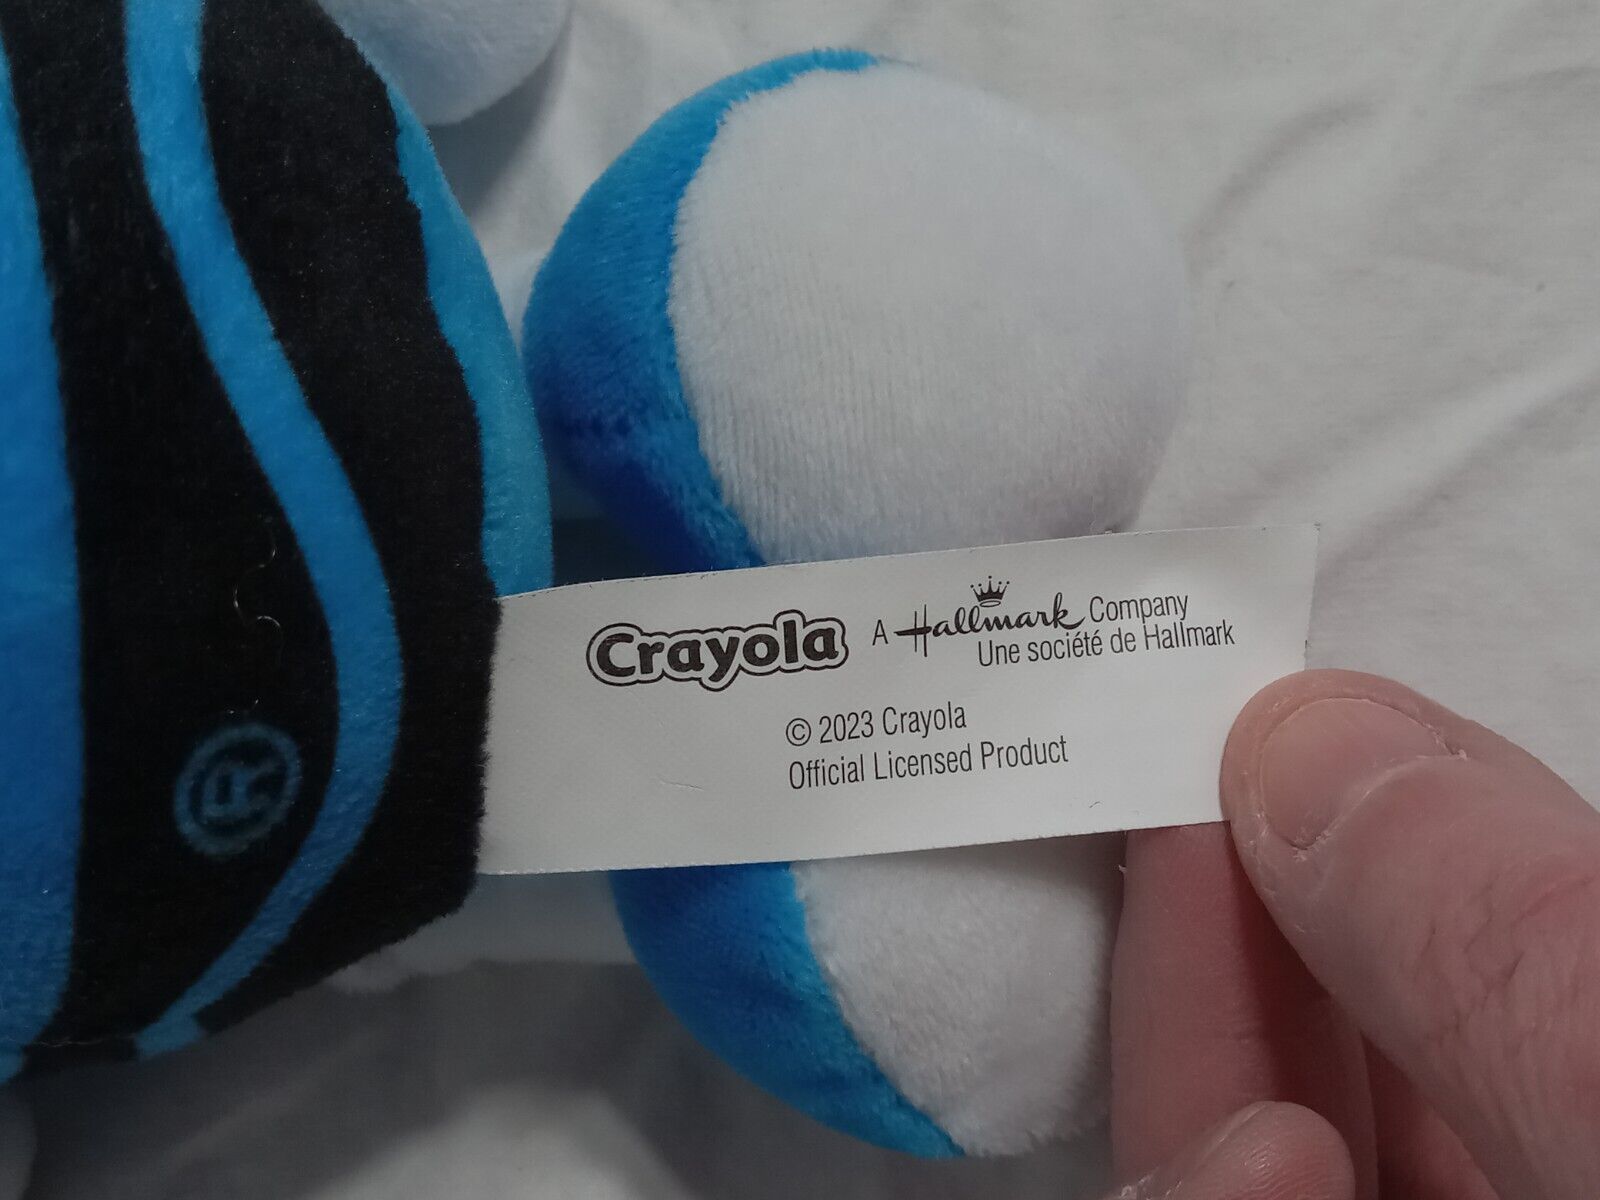 Crayola A Hallmark Company
Une société de Hallmark
© 2023 Crayola
Official Licensed Product
®